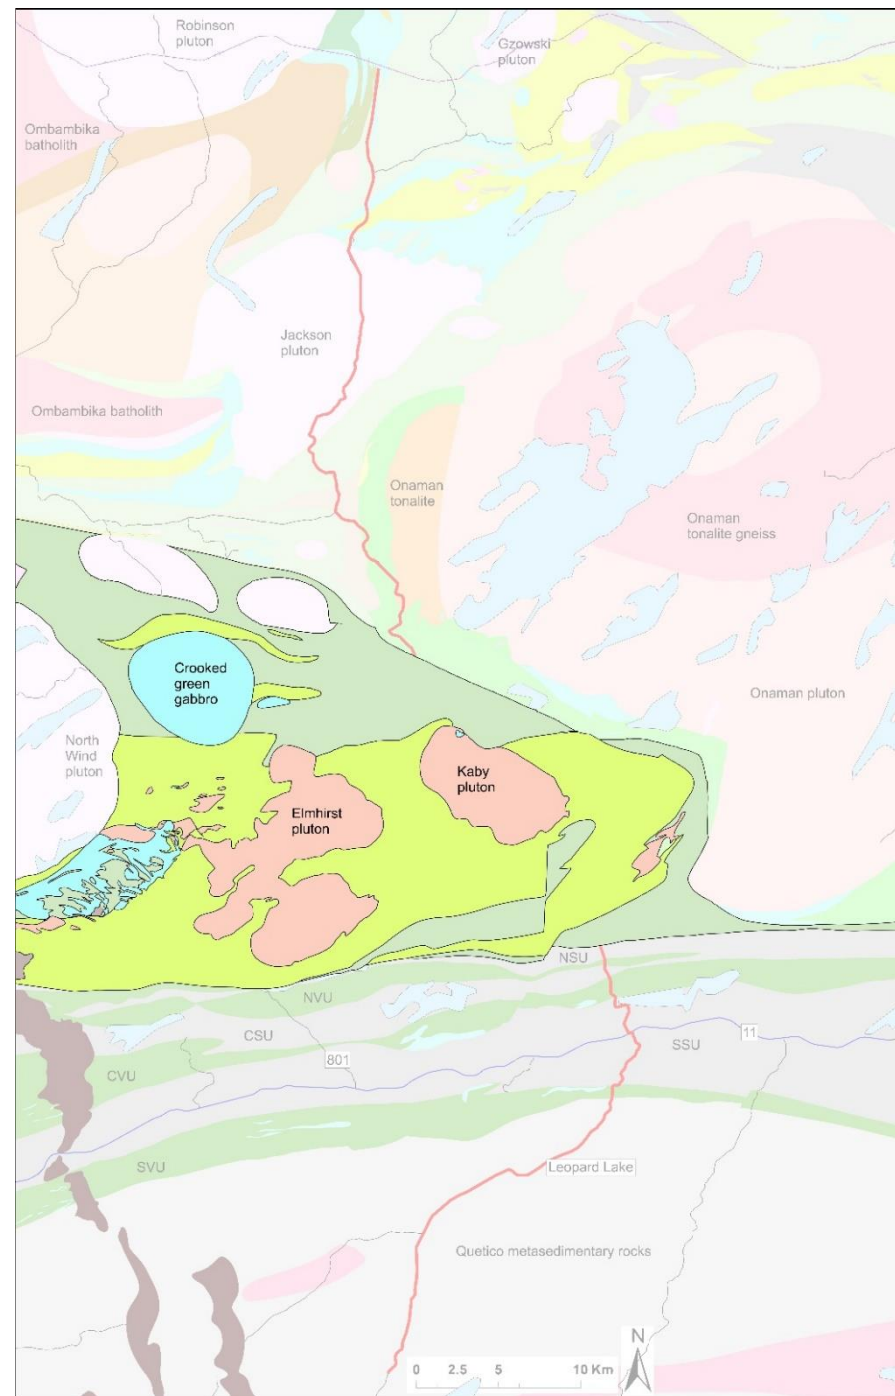 Robinson
pluton
Gzowski
pluton
Ombambika
batholith
Jackson
pluton
Ombambika batholith
Onaman
tonalite
Onaman
tonalite gneiss
Crooked
green
gabbro
Onaman pluton
North
Wind
pluton
Kaby
pluton
Elmhirst
pluton
NSU
NVU
CSU
11
SSU
801
CVU
SVU
Leopard Lake
Quetico metasedimentary rocks
N
0 2.5 5 10 Km